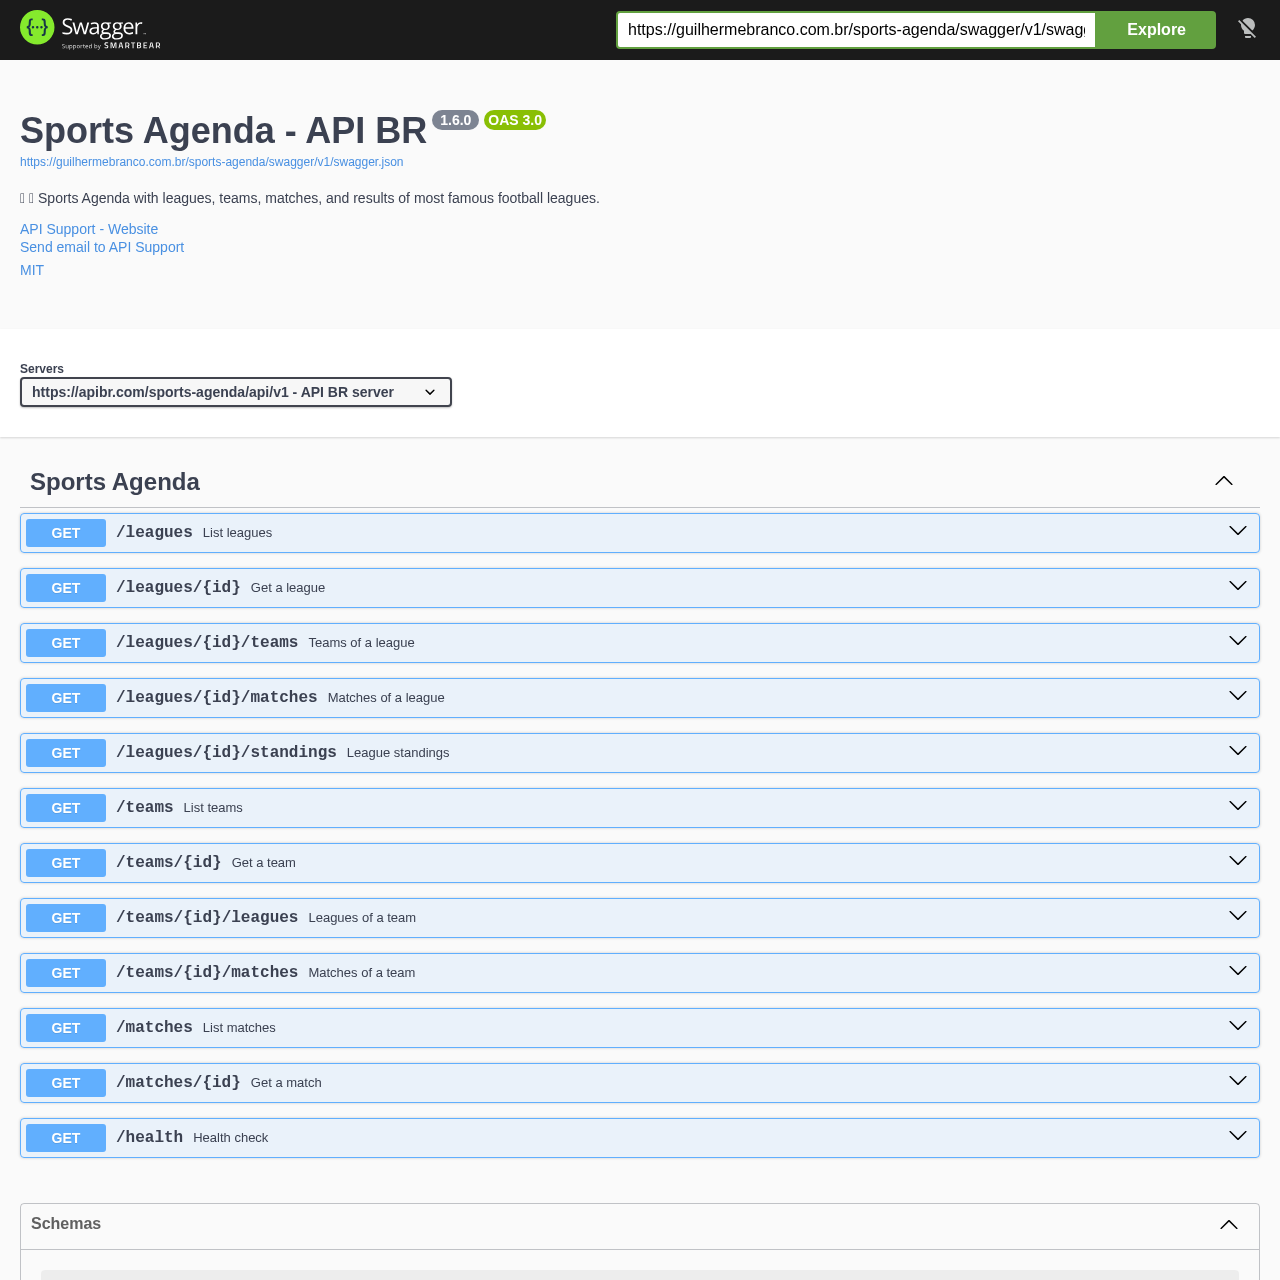 Swagger
Supported by SMARTBEAR
https://guilhermebranco.com.br/sports-agenda/swagger/v1/swag
Explore
Sports Agenda - API BR 1.6.0 OAS 3.0
https://guilhermebranco.com.br/sports-agenda/swagger/v1/swagger.json
Sports Agenda with leagues, teams, matches, and results of most famous football leagues.
API Support - Website
Send email to API Support
MIT
Servers
https://apibr.com/sports-agenda/api/v1 - API BR server
Sports Agenda
GET /leagues List leagues
GET /leagues/{id} Get a league
GET /leagues/{id}/teams Teams of a league
GET /leagues/{id}/matches Matches of a league
GET /leagues/{id}/standings League standings
GET /teams List teams
GET /teams/{id} Get a team
GET /teams/{id}/leagues Leagues of a team
GET /teams/{id}/matches Matches of a team
GET /matches List matches
GET /matches/{id} Get a match
GET /health Health check
Schemas